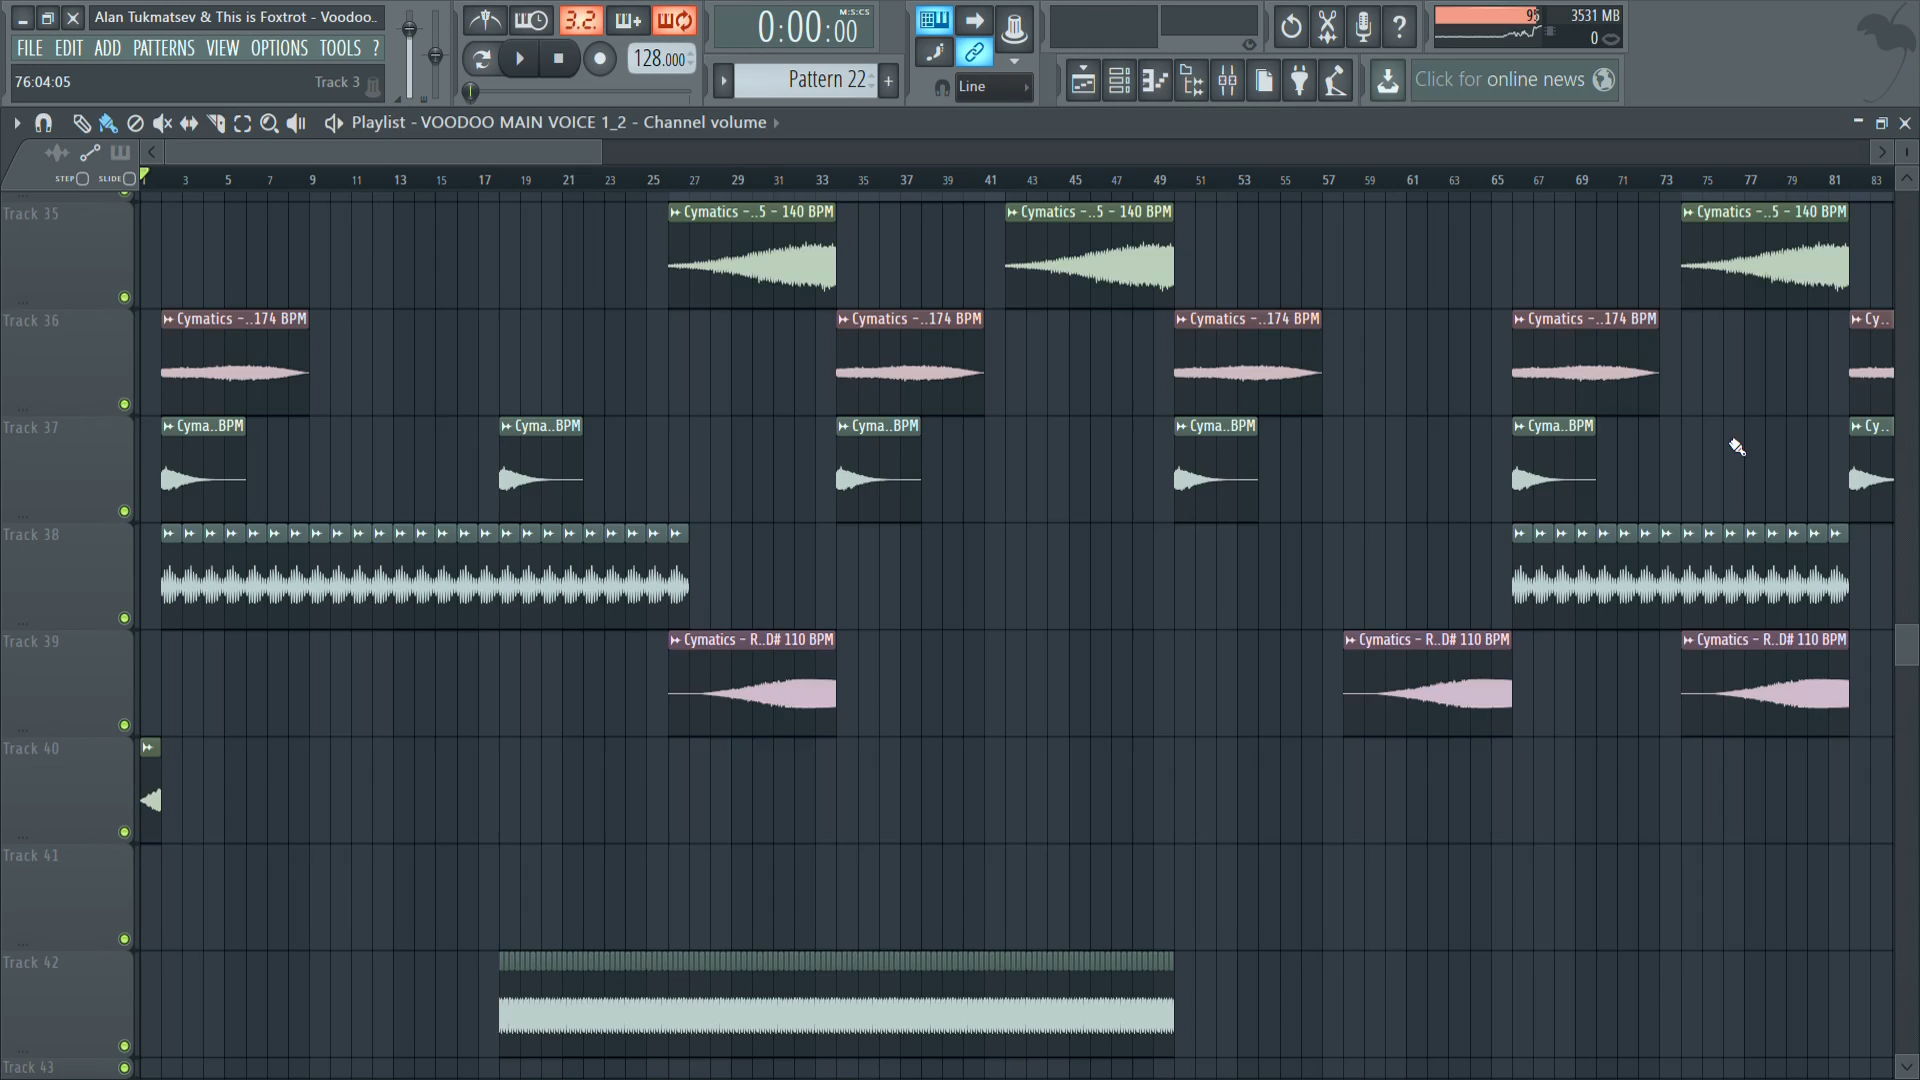 Alan Tukmatsev & This is Foxtrot - Voodoo..
FILE EDIT ADD PATTERNS VIEW OPTIONS TOOLS ?
76:04:05 Track 3
3.2.
128.000
0:00:00 M:S:CS
Pattern 22
Line
95 3531 MB
0
Click for online news
Playlist - VOODOO MAIN VOICE 1_2 - Channel volume
STEP SLIDE
1 3 5 7 9 11 13 15 17 19 21 23 25 27 29 31 33 35 37 39 41 43 45 47 49 51 53 55 57 59 61 63 65 67 69 71 73 75 77 79 81 83
Track 35
Cymatics -..5 - 140 BPM Cymatics -..5 - 140 BPM Cymatics -..5 - 140 BPM
Track 36
Cymatics -..174 BPM Cymatics -..174 BPM Cymatics -..174 BPM Cymatics -..174 BPM Cy..
Track 37
Cyma..BPM Cyma..BPM Cyma..BPM Cyma..BPM Cyma..BPM Cy..
Track 38
Track 39
Cymatics - R..D# 110 BPM Cymatics - R..D# 110 BPM Cymatics - R..D# 110 BPM
Track 40
Track 41
Track 42
Track 43